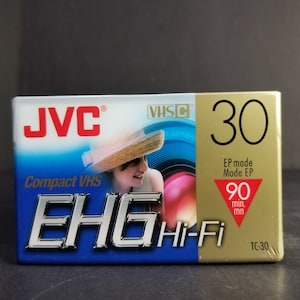 JVC®
VHS C
30
EP mode
Mode EP
Compact VHS
90
min.
mn
EHG Hi-Fi
TC-30